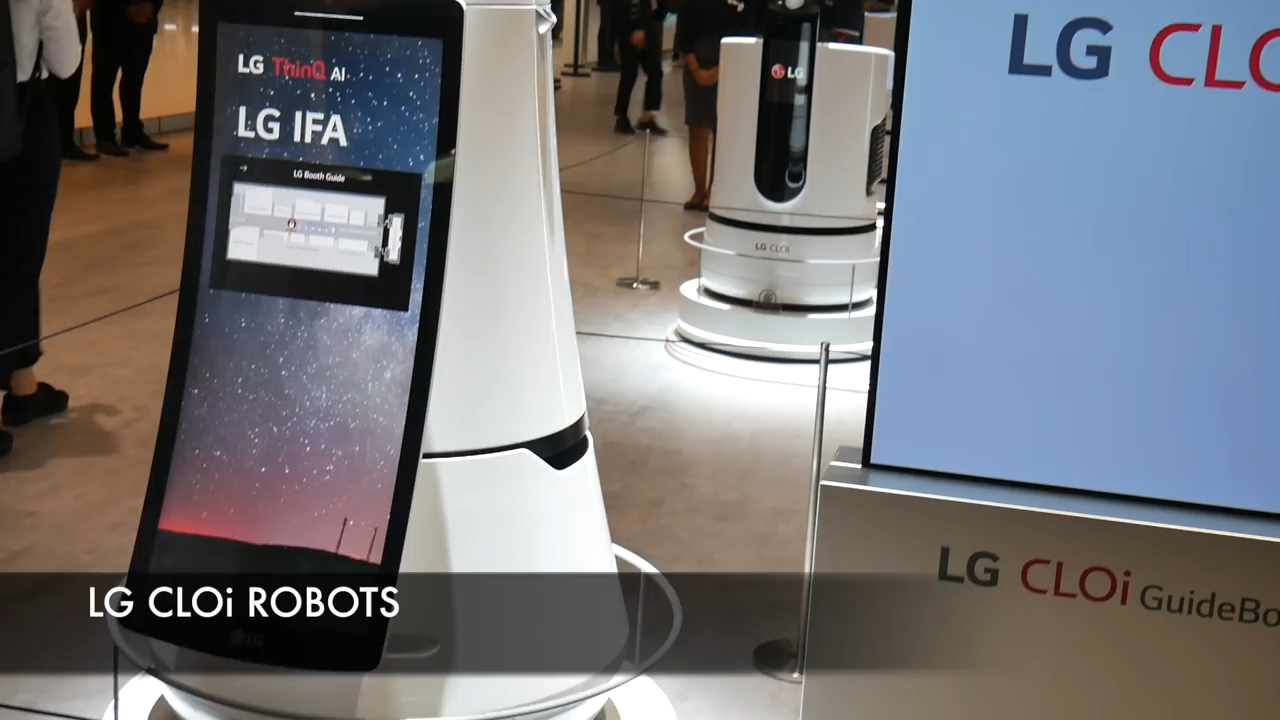 LG ThinQ AI
LG IFA
LG Booth Guide
LG
LG CLOi
LG CLO
LG CLOi GuideBo
LG CLOi ROBOTS
LG